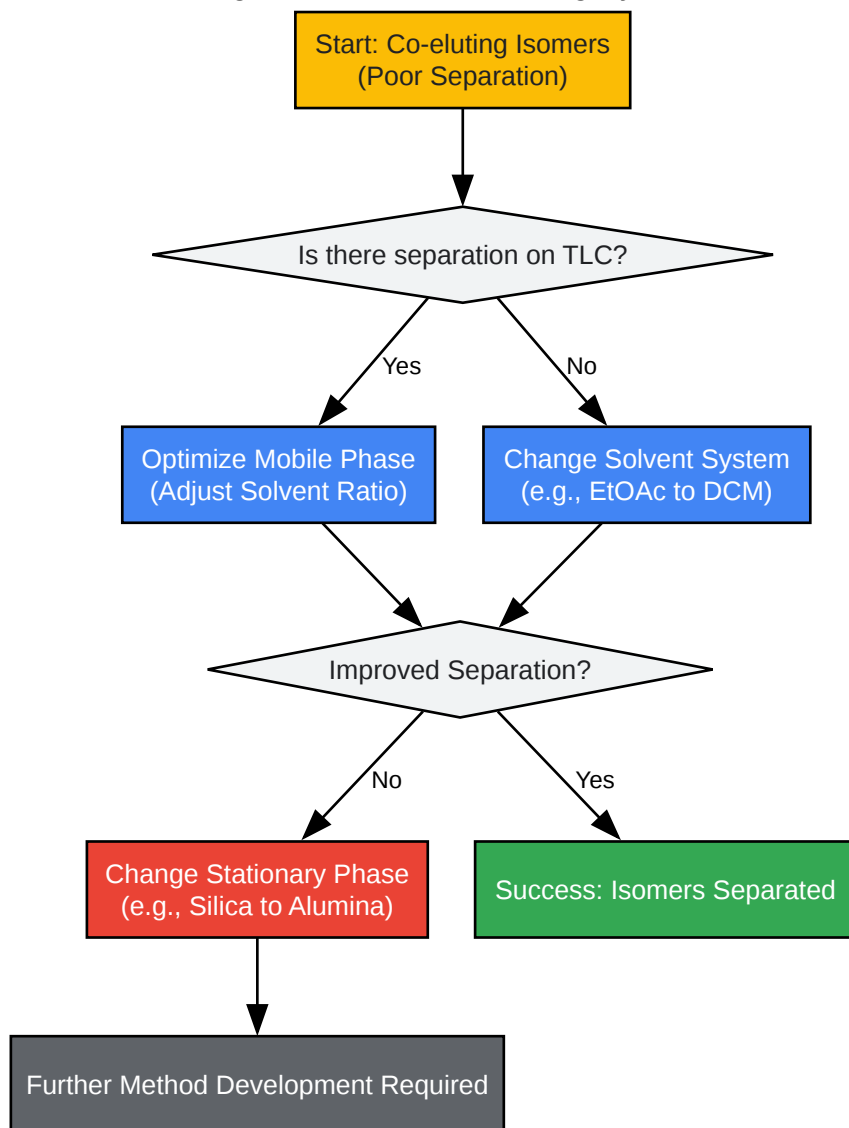 Start: Co-eluting Isomers
(Poor Separation)
Is there separation on TLC?
Yes
No
Optimize Mobile Phase
(Adjust Solvent Ratio)
Change Solvent System
(e.g., EtOAc to DCM)
Improved Separation?
No
Yes
Change Stationary Phase
(e.g., Silica to Alumina)
Success: Isomers Separated
Further Method Development Required